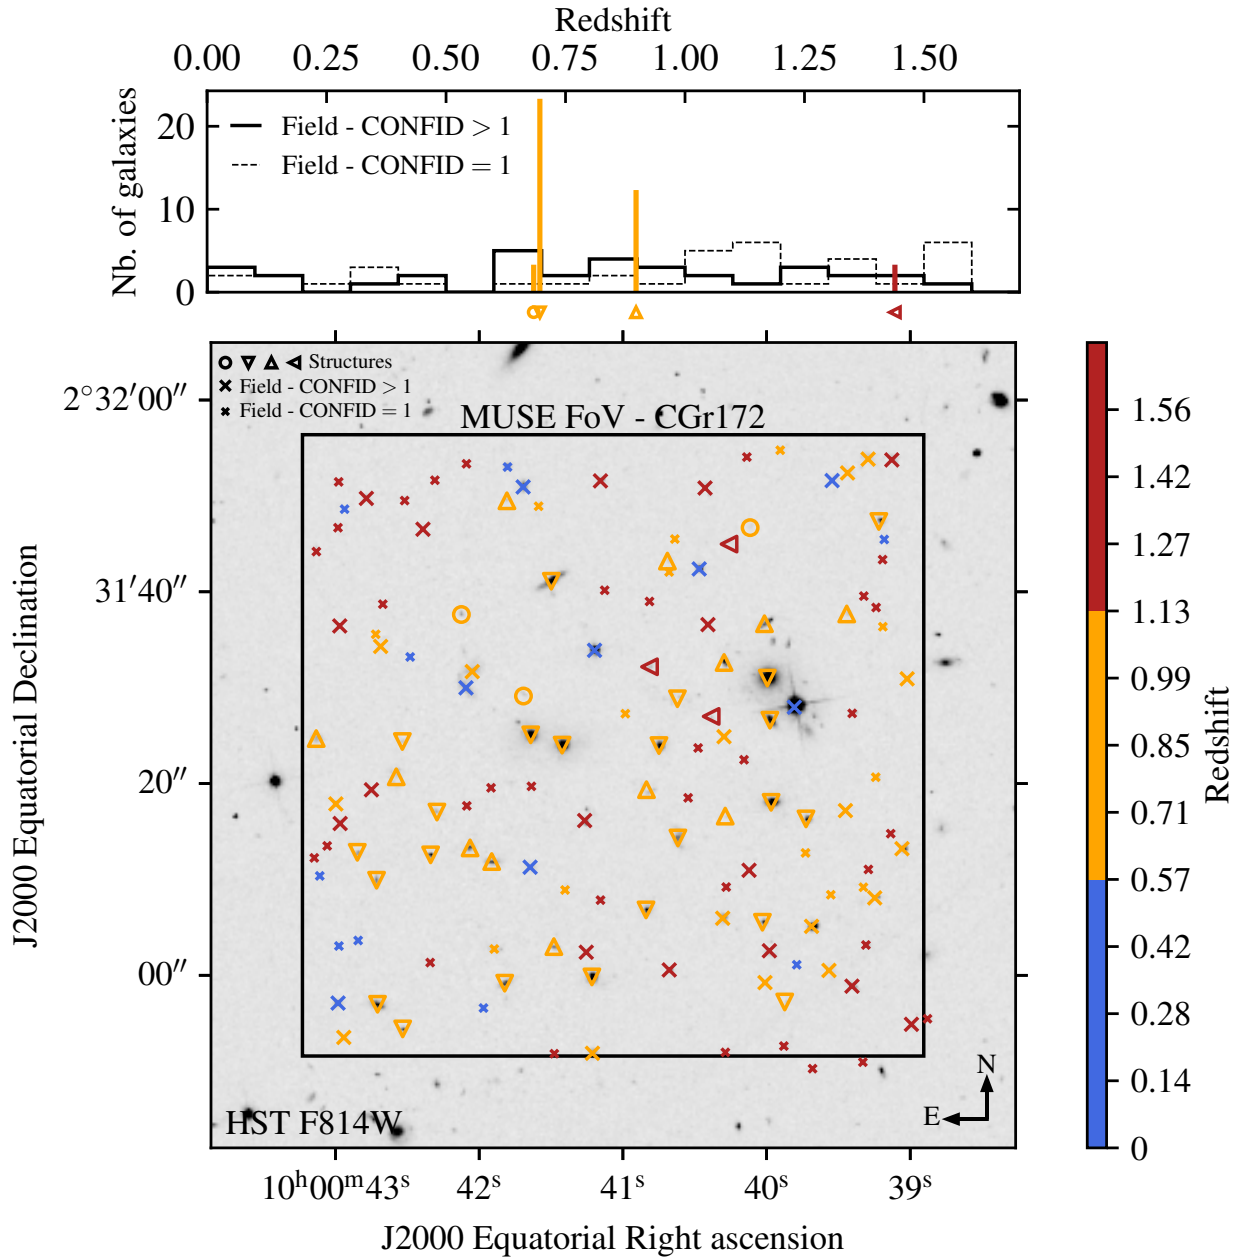 Redshift
0.00 0.25 0.50 0.75 1.00 1.25 1.50
Nb. of galaxies
20
10
0
Field - CONFID > 1
Field - CONFID = 1
Structures
Field - CONFID > 1
Field - CONFID = 1
MUSE FoV - CGr172
2°32′00″
31′40″
20″
00″
J2000 Equatorial Declination
HST F814W
N
E
10ʰ00ᵐ43ˢ 42ˢ 41ˢ 40ˢ 39ˢ
J2000 Equatorial Right ascension
1.56
1.42
1.27
1.13
0.99
0.85
0.71
0.57
0.42
0.28
0.14
0
Redshift